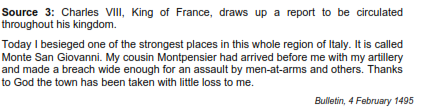 Source 3: Charles VIII, King of France, draws up a report to be circulated
throughout his kingdom.
Today I besieged one of the strongest places in this whole region of Italy. It is called
Monte San Giovanni. My cousin Montpensier had arrived before me with my artillery
and made a breach wide enough for an assault by men-at-arms and others. Thanks
to God the town has been taken with little loss to me.
Bulletin, 4 February 1495